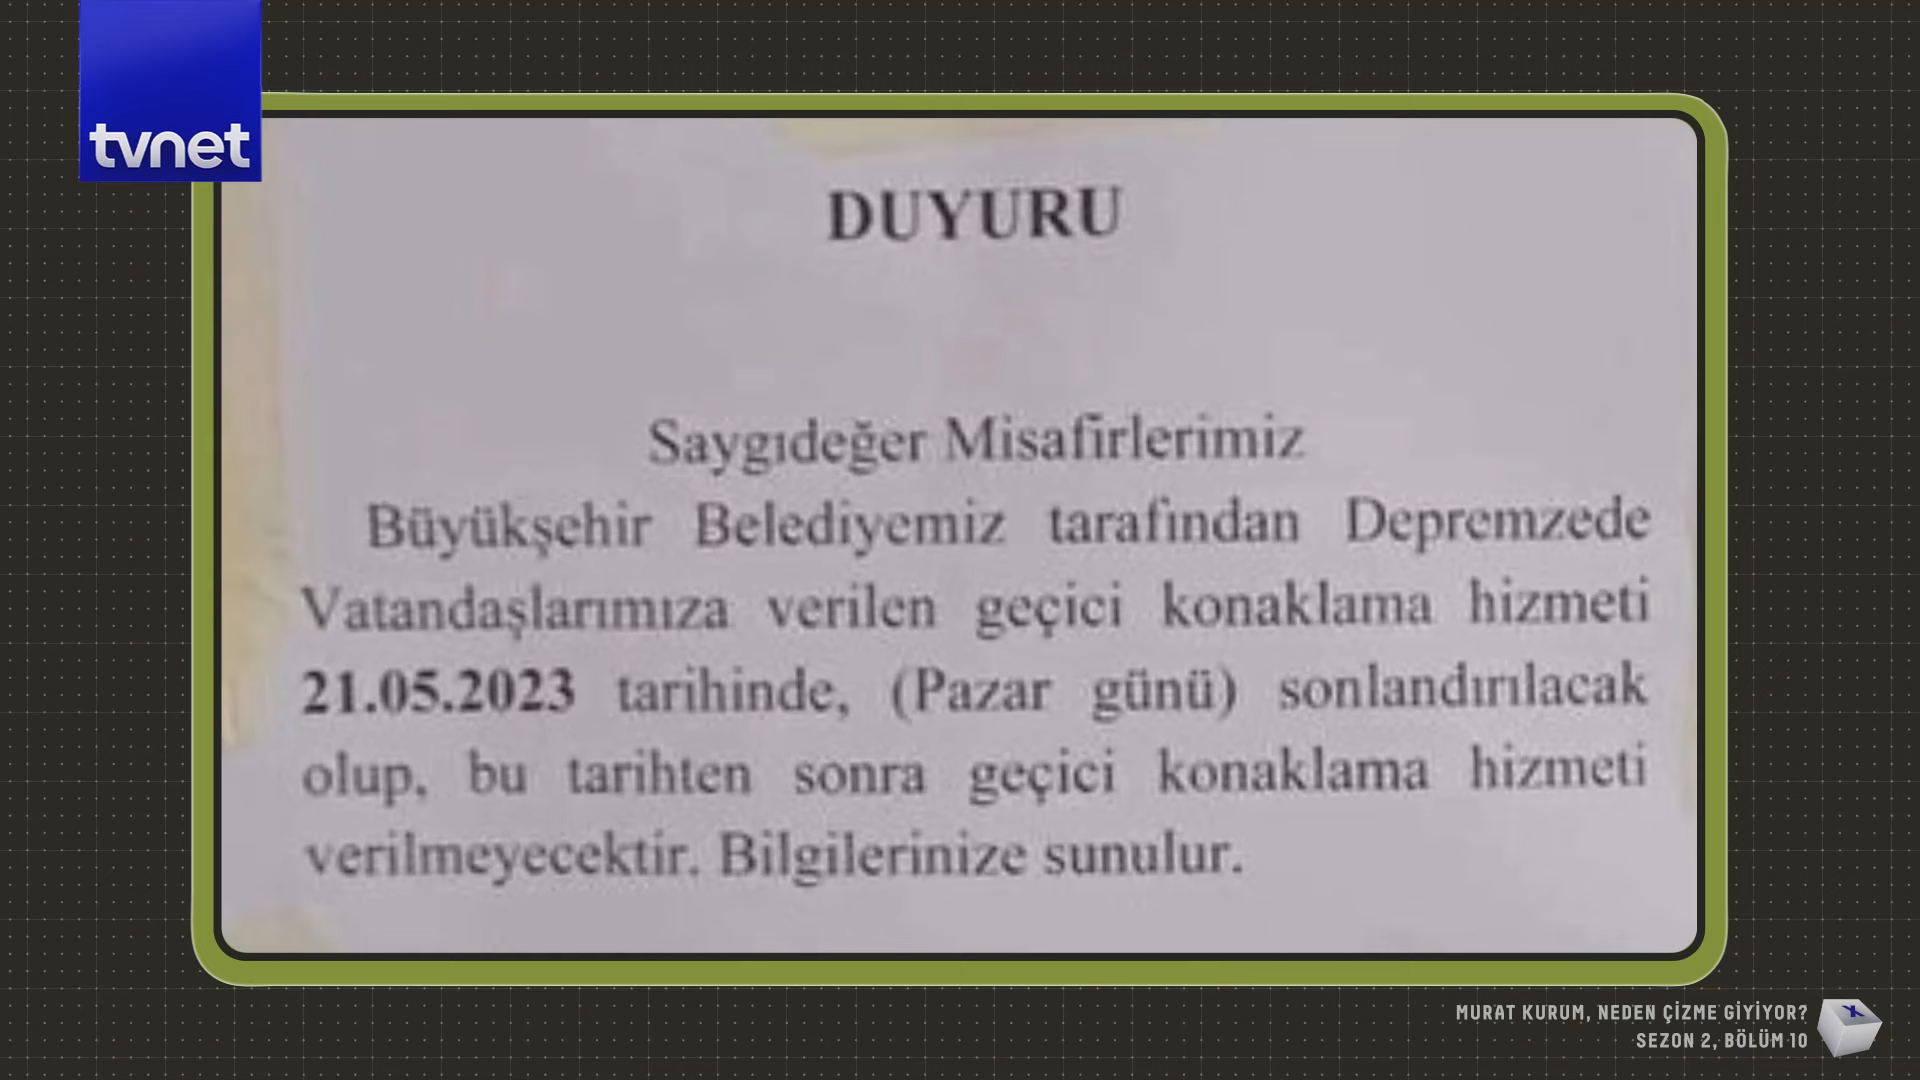 tvnet
DUYURU
Saygıdeğer Misafirlerimiz
Büyükşehir Belediyemiz tarafından Depremzede
Vatandaşlarımıza verilen geçici konaklama hizmeti
21.05.2023 tarihinde, (Pazar günü) sonlandırılacak
olup, bu tarihten sonra geçici konaklama hizmeti
verilmeyecektir. Bilgilerinize sunulur.
MURAT KURUM, NEDEN ÇİZME GİYİYOR?
SEZON 2, BÖLÜM 10